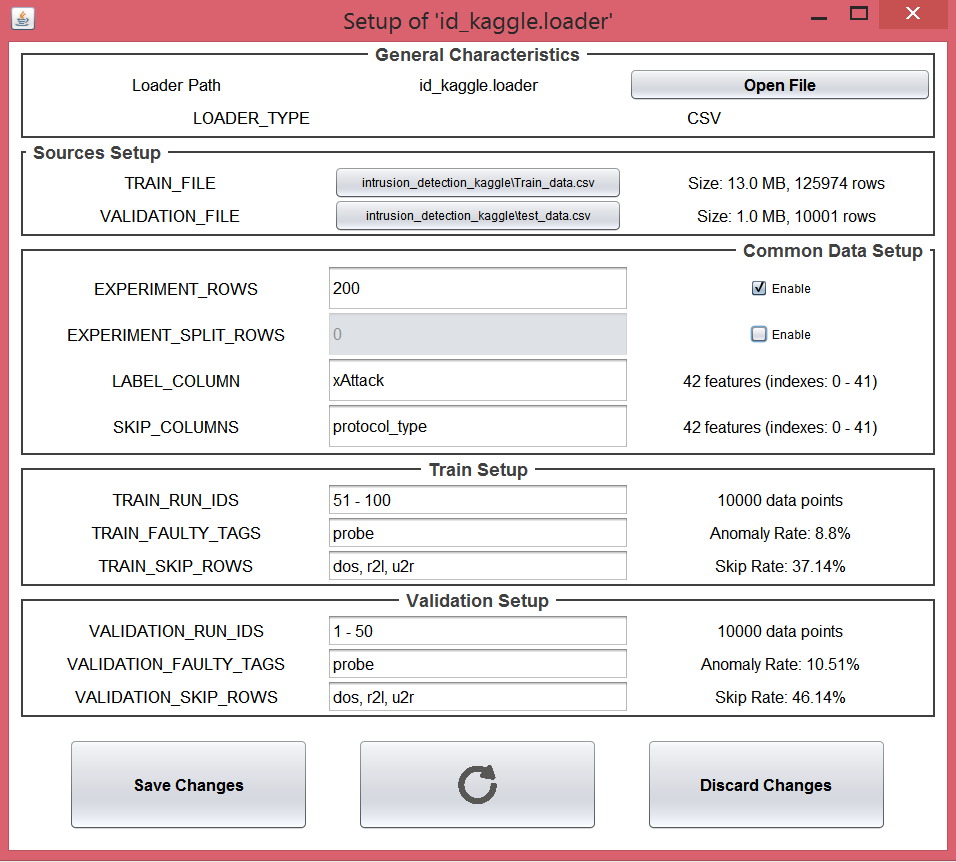 Setup of 'id_kaggle.loader'
General Characteristics
Loader Path id_kaggle.loader Open File
LOADER_TYPE CSV
Sources Setup
TRAIN_FILE intrusion_detection_kaggle\Train_data.csv Size: 13.0 MB, 125974 rows
VALIDATION_FILE intrusion_detection_kaggle\test_data.csv Size: 1.0 MB, 10001 rows
Common Data Setup
EXPERIMENT_ROWS 200 Enable
EXPERIMENT_SPLIT_ROWS 0 Enable
LABEL_COLUMN xAttack 42 features (indexes: 0 - 41)
SKIP_COLUMNS protocol_type 42 features (indexes: 0 - 41)
Train Setup
TRAIN_RUN_IDS 51 - 100 10000 data points
TRAIN_FAULTY_TAGS probe Anomaly Rate: 8.8%
TRAIN_SKIP_ROWS dos, r2l, u2r Skip Rate: 37.14%
Validation Setup
VALIDATION_RUN_IDS 1 - 50 10000 data points
VALIDATION_FAULTY_TAGS probe Anomaly Rate: 10.51%
VALIDATION_SKIP_ROWS dos, r2l, u2r Skip Rate: 46.14%
Save Changes Discard Changes